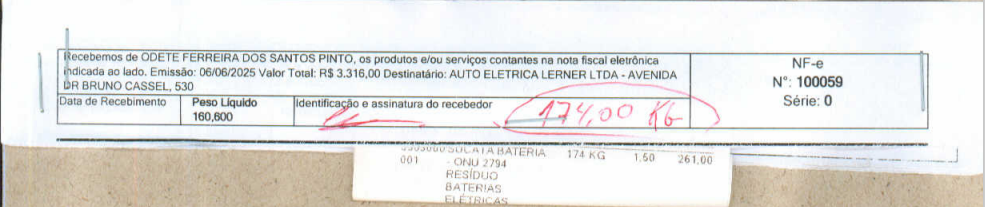 Recebemos de ODETE FERREIRA DOS SANTOS PINTO, os produtos e/ou serviços contantes na nota fiscal eletrônica
indicada ao lado. Emissão: 06/06/2025 Valor Total: R$ 3.316,00 Destinatário: AUTO ELETRICA LERNER LTDA - AVENIDA
DR BRUNO CASSEL, 530
NF-e
Nº: 100059
Série: 0
Data de Recebimento
Peso Líquido
160,600
Identificação e assinatura do recebedor
174,00 KG
SUCATA BATERIA 174 KG 1,50 261,00
001 - ONU 2794
RESÍDUO
BATERIAS
ELÉTRICAS